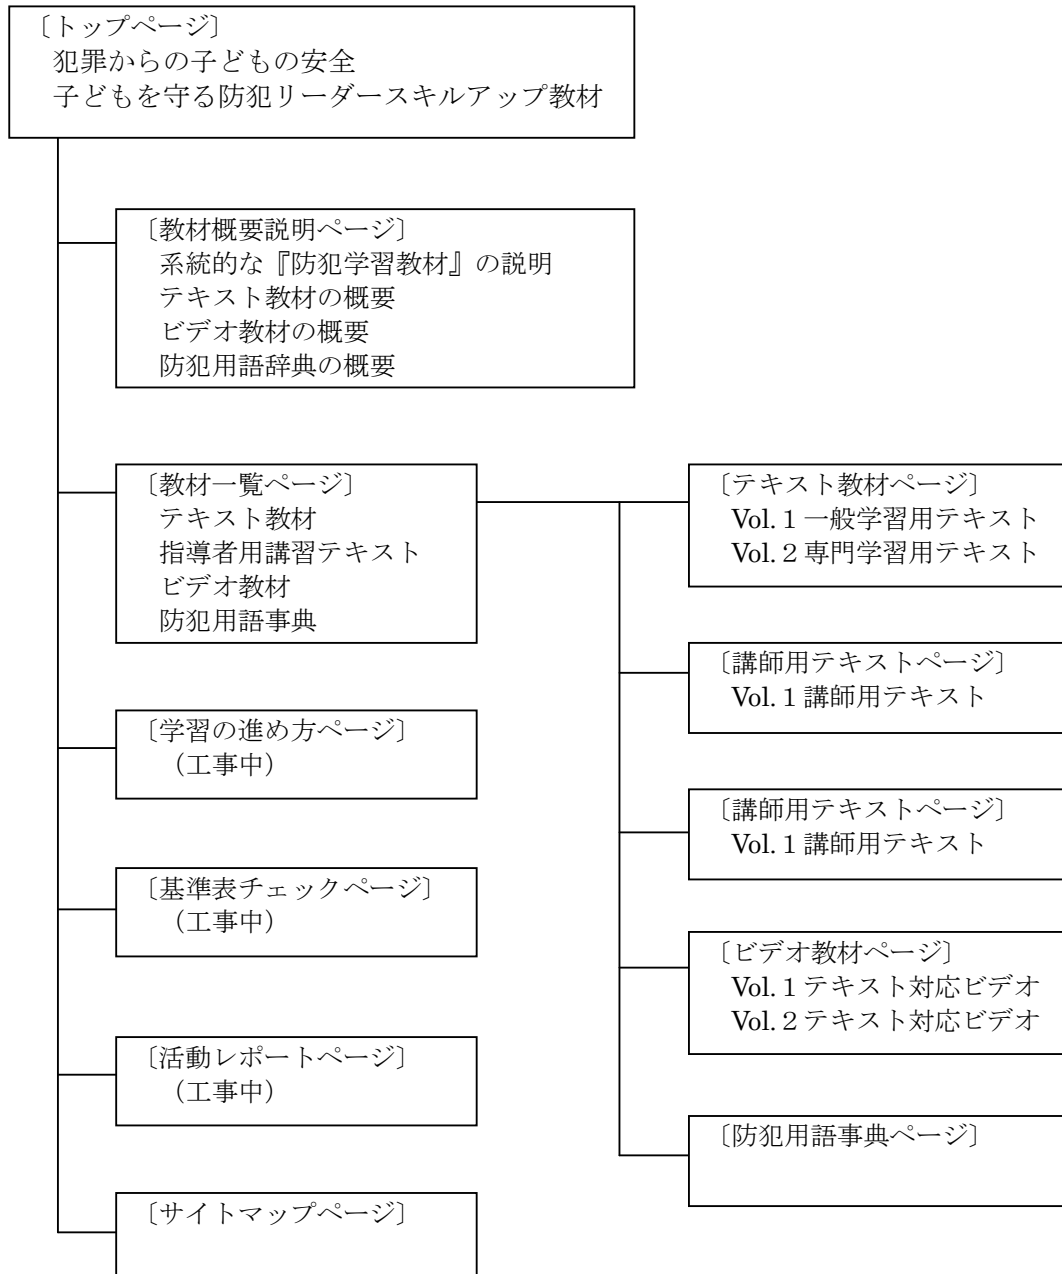 〔トップページ〕
犯罪からの子どもの安全
子どもを守る防犯リーダースキルアップ教材
〔教材概要説明ページ〕
系統的な『防犯学習教材』の説明
テキスト教材の概要
ビデオ教材の概要
防犯用語辞典の概要
〔教材一覧ページ〕
テキスト教材
指導者用講習テキスト
ビデオ教材
防犯用語事典
〔学習の進め方ページ〕
（工事中）
〔基準表チェックページ〕
（工事中）
〔活動レポートページ〕
（工事中）
〔サイトマップページ〕
〔テキスト教材ページ〕
Vol.１一般学習用テキスト
Vol.２専門学習用テキスト
〔講師用テキストページ〕
Vol.１講師用テキスト
〔講師用テキストページ〕
Vol.１講師用テキスト
〔ビデオ教材ページ〕
Vol.１テキスト対応ビデオ
Vol.２テキスト対応ビデオ
〔防犯用語事典ページ〕